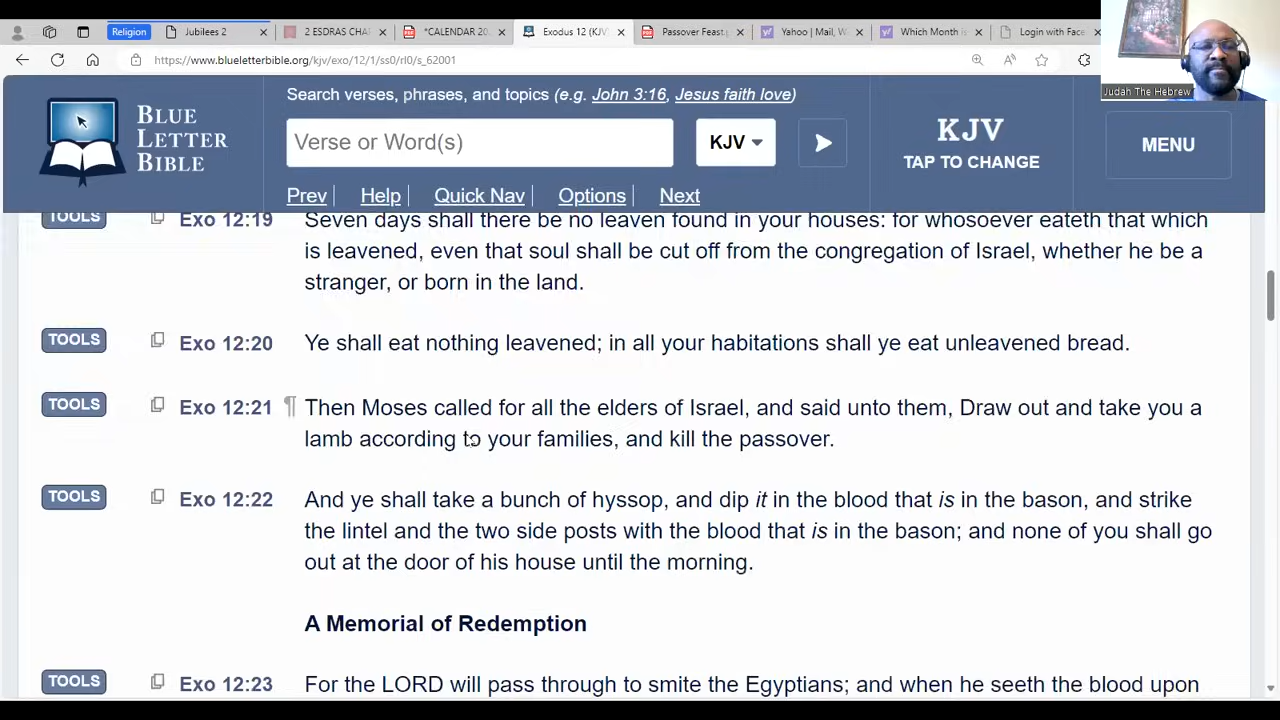 Religion
Jubilees 2
2 ESDRAS CHA
*CALENDAR 20
Exodus 12 (KJV
Passover Feast
Yahoo | Mail, W
Which Month is
Login with Face
https://www.blueletterbible.org/kjv/exo/12/1/ss0/rl0/s_62001
Judah The Hebrew
BLUE
LETTER
BIBLE
Search verses, phrases, and topics (e.g. John 3:16, Jesus faith love)
Verse or Word(s)
KJV
KJV
TAP TO CHANGE
MENU
Prev
Help
Quick Nav
Options
Next
TOOLS Exo 12:19 Seven days shall there be no leaven found in your houses: for whosoever eateth that which
is leavened, even that soul shall be cut off from the congregation of Israel, whether he be a
stranger, or born in the land.
TOOLS Exo 12:20 Ye shall eat nothing leavened; in all your habitations shall ye eat unleavened bread.
TOOLS Exo 12:21 ¶ Then Moses called for all the elders of Israel, and said unto them, Draw out and take you a
lamb according to your families, and kill the passover.
TOOLS Exo 12:22 And ye shall take a bunch of hyssop, and dip it in the blood that is in the bason, and strike
the lintel and the two side posts with the blood that is in the bason; and none of you shall go
out at the door of his house until the morning.
A Memorial of Redemption
TOOLS Exo 12:23 For the LORD will pass through to smite the Egyptians; and when he seeth the blood upon